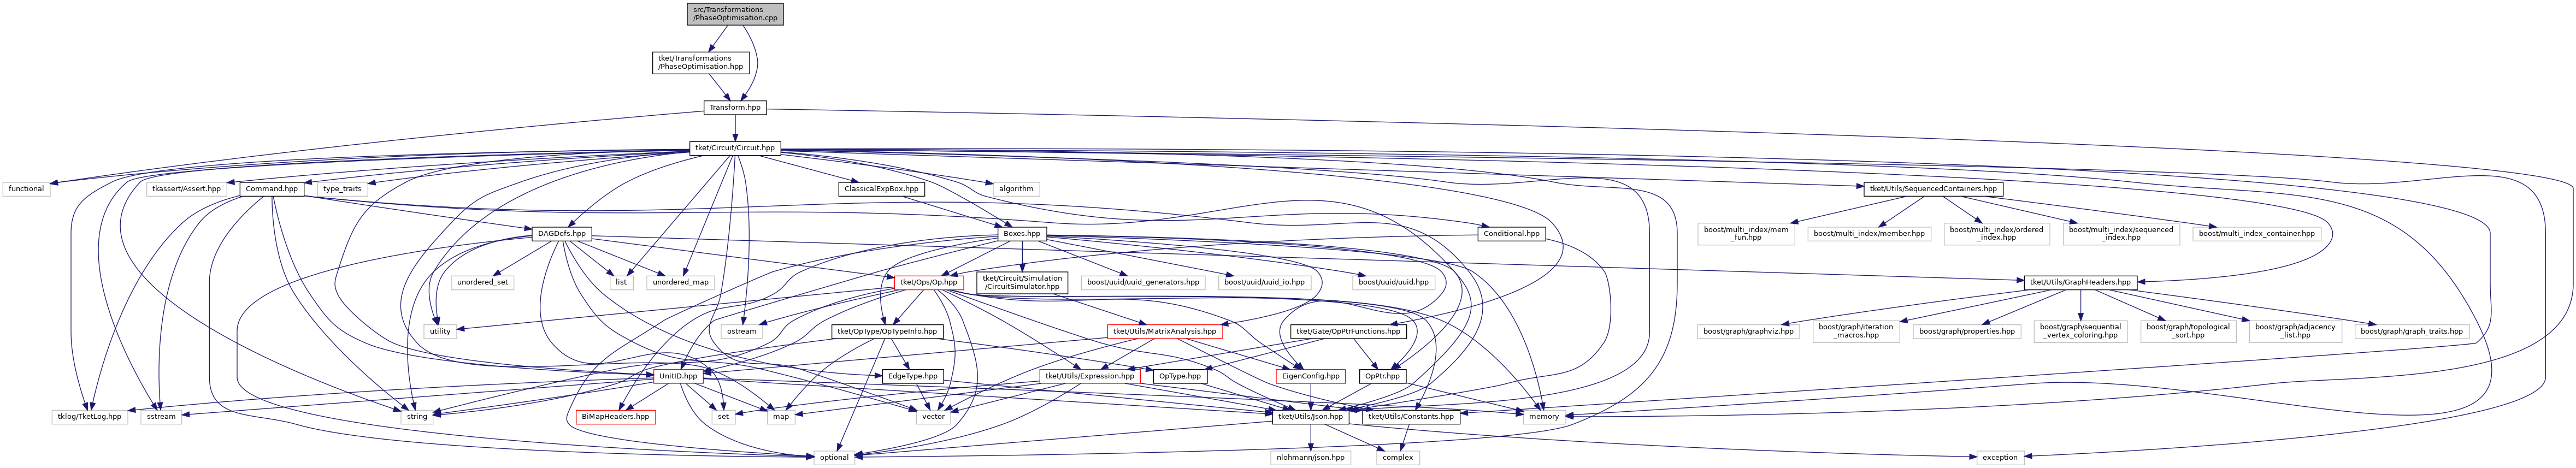 src/Transformations
/PhaseOptimisation.cpp
tket/Transformations
/PhaseOptimisation.hpp
Transform.hpp
tket/Circuit/Circuit.hpp
functional
tkassert/Assert.hpp
Command.hpp
type_traits
ClassicalExpBox.hpp
algorithm
tket/Utils/SequencedContainers.hpp
DAGDefs.hpp
Boxes.hpp
Conditional.hpp
boost/multi_index/mem
_fun.hpp
boost/multi_index/member.hpp
boost/multi_index/ordered
_index.hpp
boost/multi_index/sequenced
_index.hpp
boost/multi_index_container.hpp
unordered_set
list
unordered_map
tket/Ops/Op.hpp
tket/Circuit/Simulation
/CircuitSimulator.hpp
boost/uuid/uuid_generators.hpp
boost/uuid/uuid_io.hpp
boost/uuid/uuid.hpp
tket/Utils/GraphHeaders.hpp
utility
ostream
tket/OpType/OpTypeInfo.hpp
tket/Utils/MatrixAnalysis.hpp
tket/Gate/OpPtrFunctions.hpp
boost/graph/graphviz.hpp
boost/graph/iteration
_macros.hpp
boost/graph/properties.hpp
boost/graph/sequential
_vertex_coloring.hpp
boost/graph/topological
_sort.hpp
boost/graph/adjacency
_list.hpp
boost/graph/graph_traits.hpp
UnitID.hpp
EdgeType.hpp
tket/Utils/Expression.hpp
OpType.hpp
EigenConfig.hpp
OpPtr.hpp
tklog/TketLog.hpp
sstream
string
BiMapHeaders.hpp
set
map
vector
tket/Utils/Json.hpp
tket/Utils/Constants.hpp
memory
optional
nlohmann/json.hpp
complex
exception